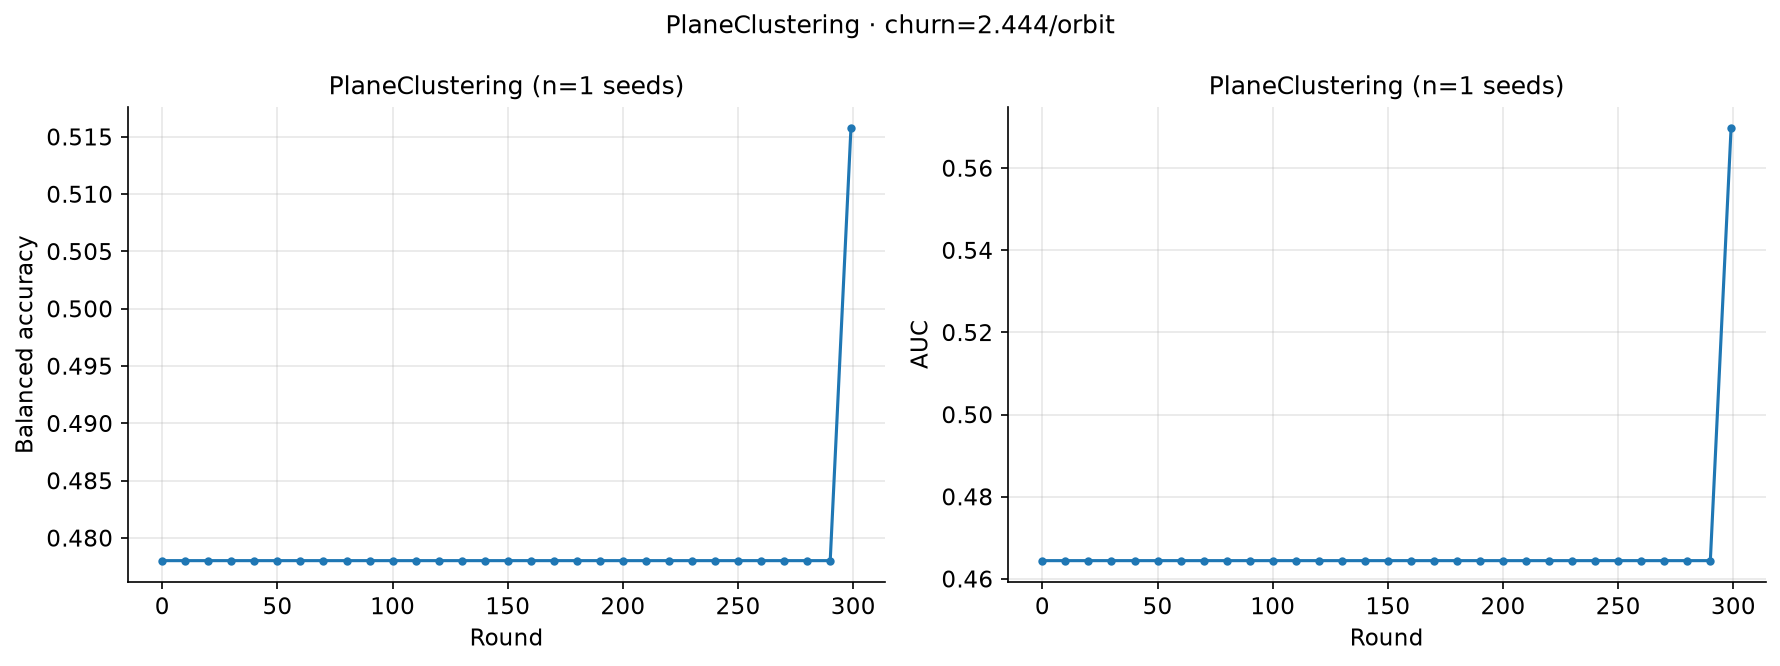 PlaneClustering · churn=2.444/orbit
PlaneClustering (n=1 seeds)
Balanced accuracy
0.515
0.510
0.505
0.500
0.495
0.490
0.485
0.480
0 50 100 150 200 250 300
Round
PlaneClustering (n=1 seeds)
AUC
0.56
0.54
0.52
0.50
0.48
0.46
0 50 100 150 200 250 300
Round